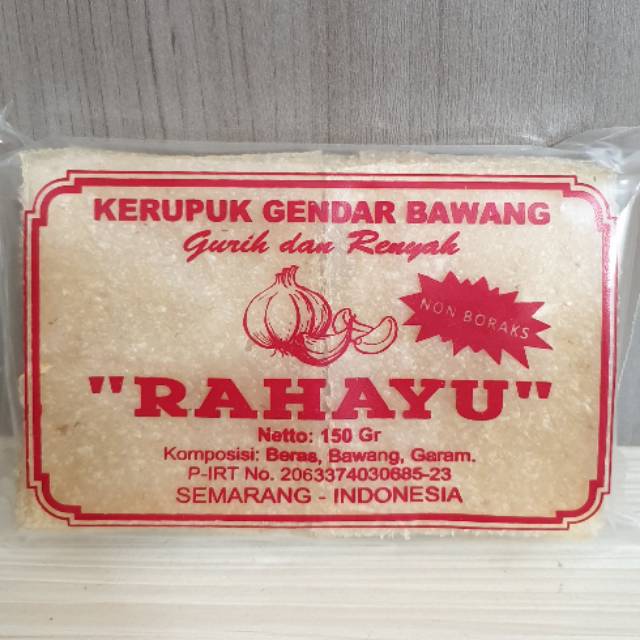 KERUPUK GENDAR BAWANG
Gurih dan Renyah
NON BORAKS
"RAHAYU"
Netto: 150 Gr
Komposisi: Beras, Bawang, Garam.
P-IRT No. 2063374030685-23
SEMARANG - INDONESIA